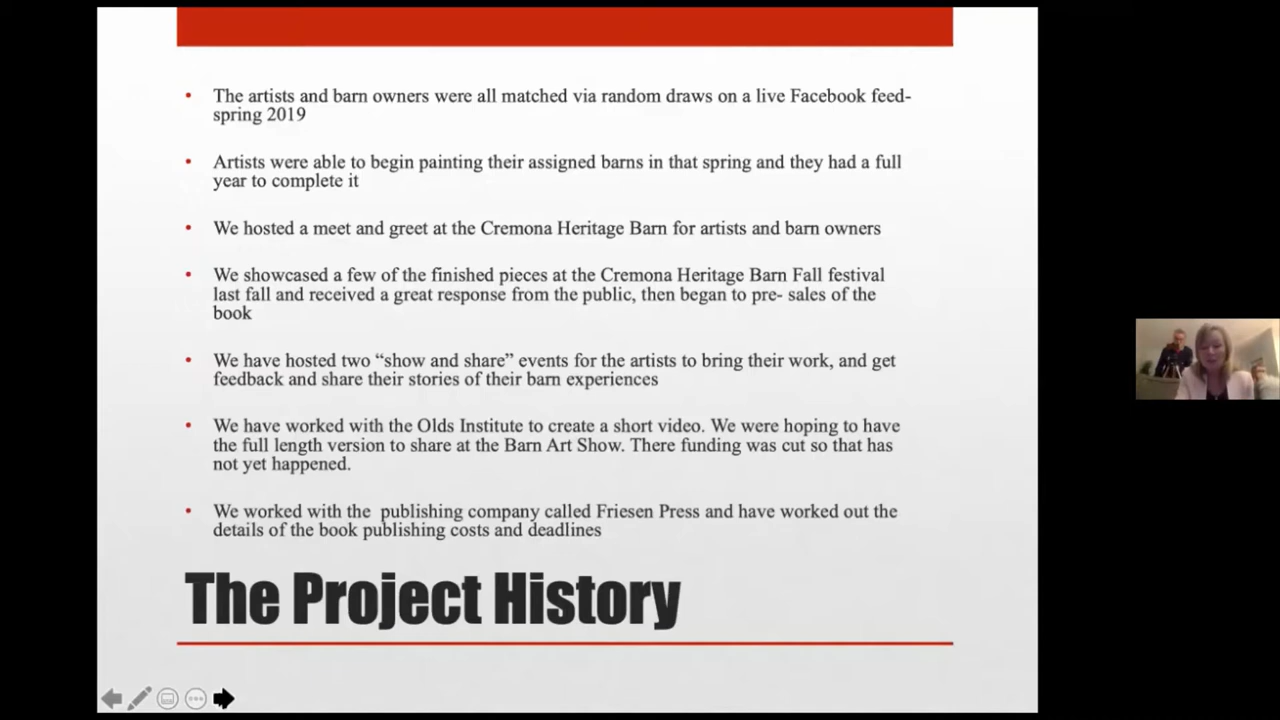 The artists and barn owners were all matched via random draws on a live Facebook feed-
spring 2019
Artists were able to begin painting their assigned barns in that spring and they had a full
year to complete it
We hosted a meet and greet at the Cremona Heritage Barn for artists and barn owners
We showcased a few of the finished pieces at the Cremona Heritage Barn Fall festival
last fall and received a great response from the public, then began to pre- sales of the
book
We have hosted two “show and share” events for the artists to bring their work, and get
feedback and share their stories of their barn experiences
We have worked with the Olds Institute to create a short video. We were hoping to have
the full length version to share at the Barn Art Show. There funding was cut so that has
not yet happened.
We worked with the  publishing company called Friesen Press and have worked out the
details of the book publishing costs and deadlines
The Project History